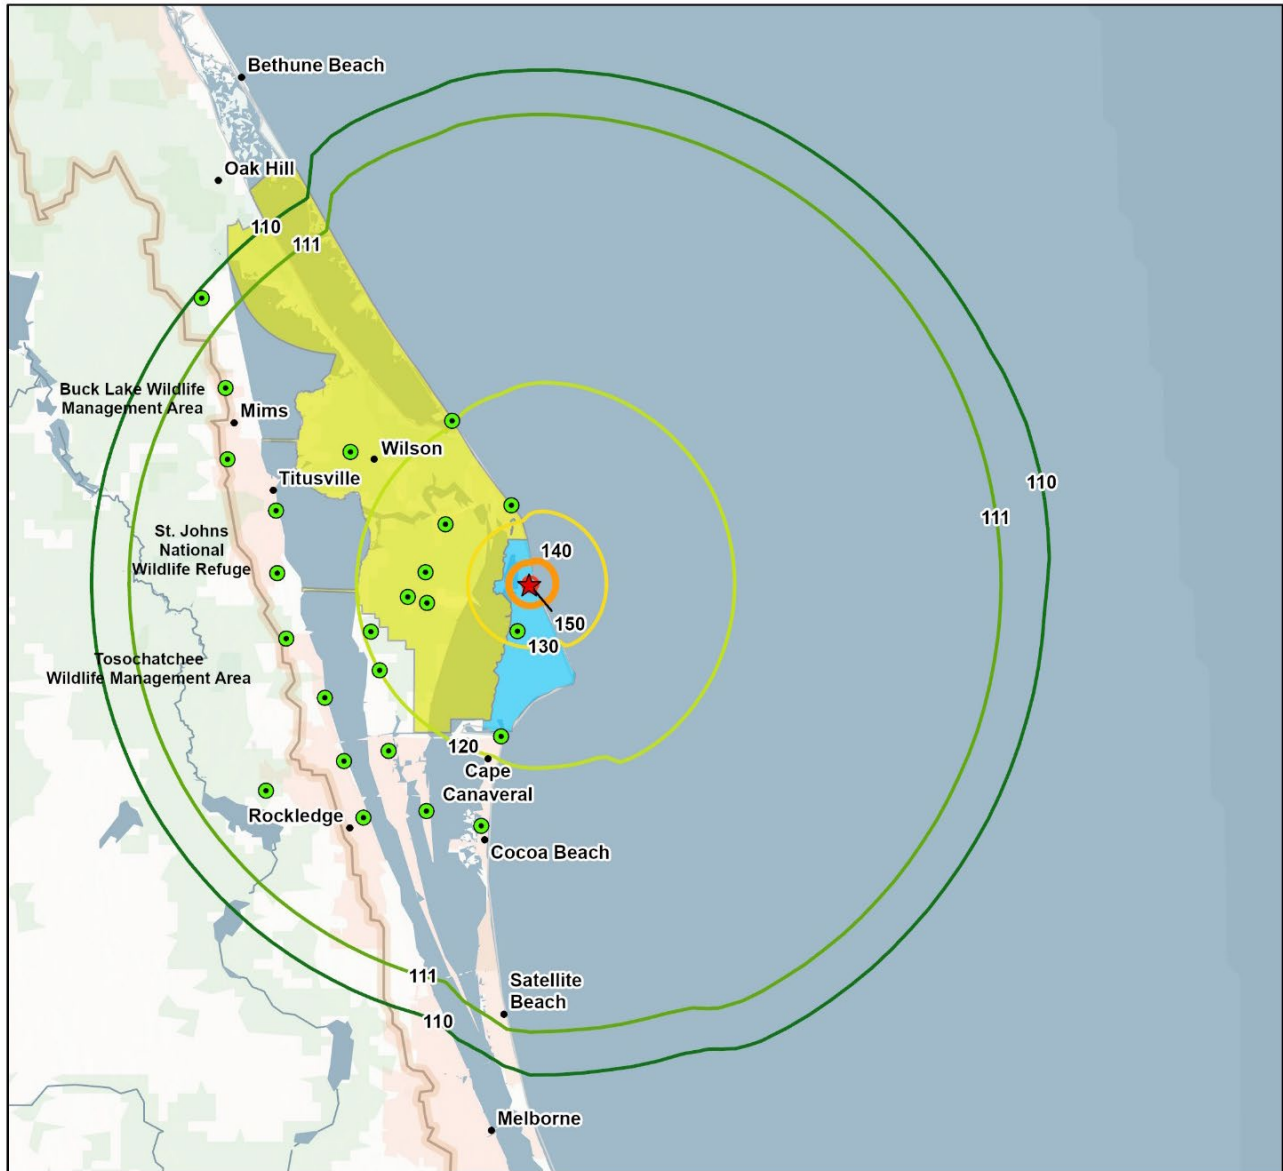 Bethune Beach
Oak Hill
110
111
Buck Lake Wildlife
Management Area
Mims
Wilson
Titusville
110
111
St. Johns
National
Wildlife Refuge
140
150
130
Tosochatchee
Wildlife Management Area
120
Cape
Canaveral
Rockledge
Cocoa Beach
111
Satellite
Beach
110
Melborne